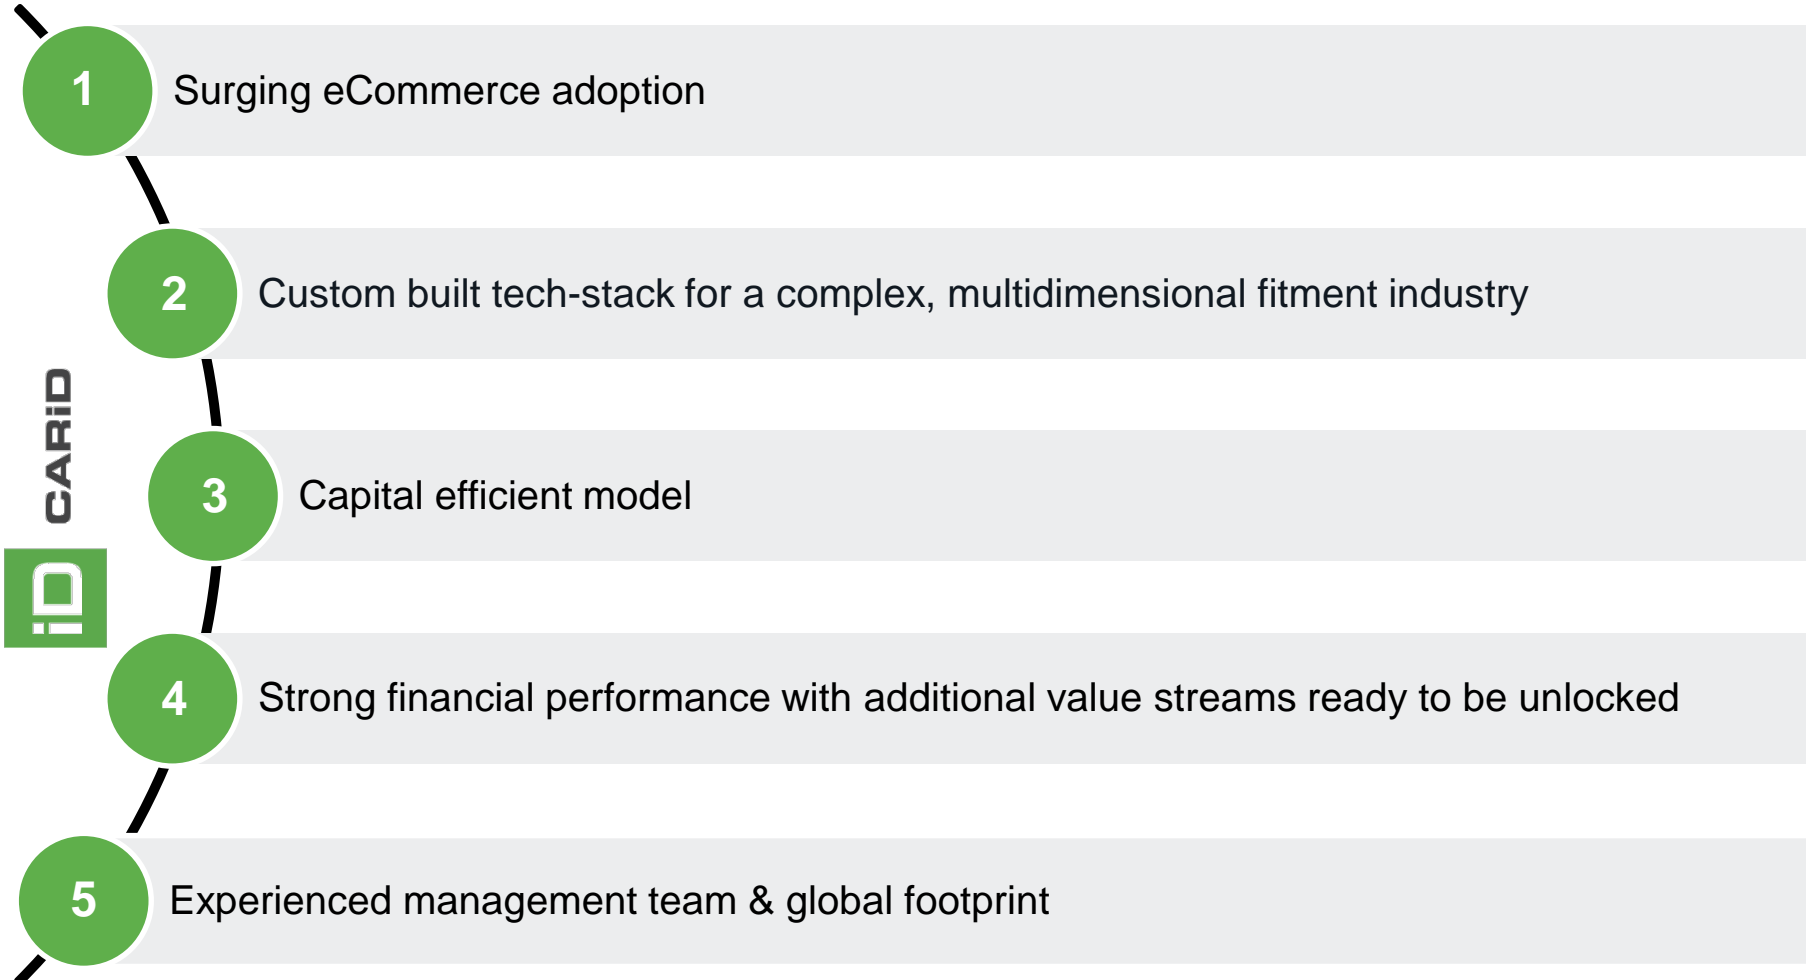 1
Surging eCommerce adoption
2
Custom built tech-stack for a complex, multidimensional fitment industry
CARiD
iD
3
Capital efficient model
4
Strong financial performance with additional value streams ready to be unlocked
5
Experienced management team & global footprint